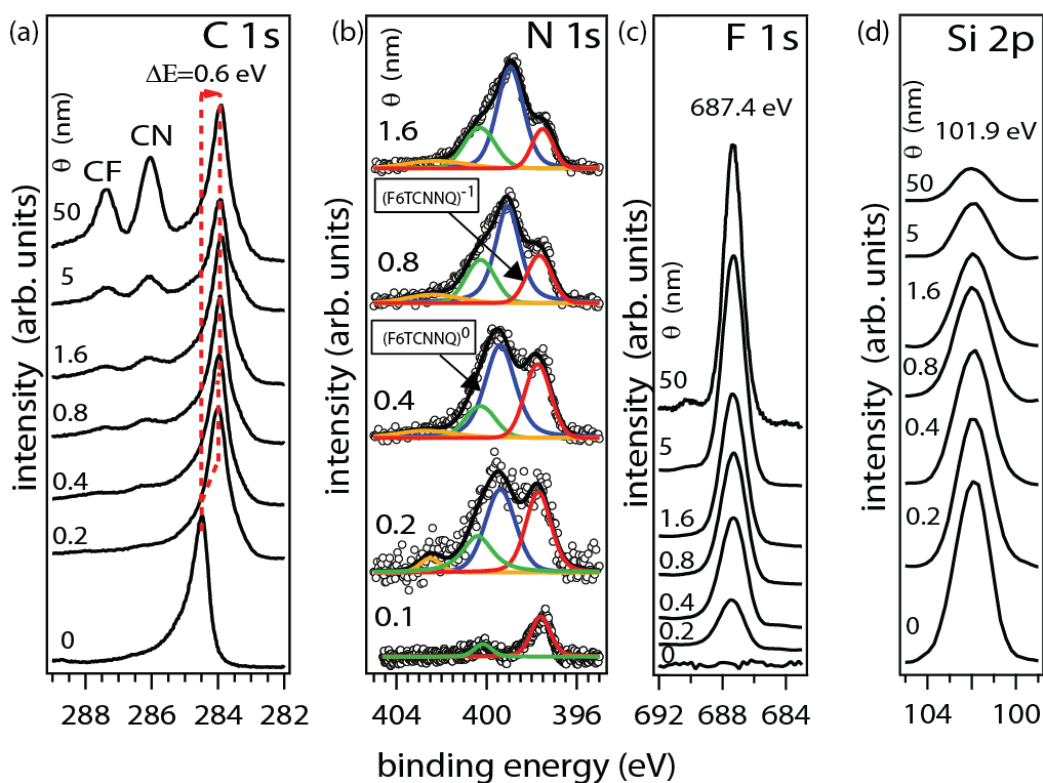 (a)
C 1s
ΔE=0.6 eV
θ (nm)
CF
CN
50
5
1.6
0.8
0.4
0.2
0
intensity (arb. units)
288
286
284
282
(b)
N 1s
θ (nm)
1.6
(F6TCNNQ)-1
0.8
(F6TCNNQ)0
0.4
0.2
0.1
intensity (arb. units)
404
400
396
(c)
F 1s
687.4 eV
θ (nm)
50
5
1.6
0.8
0.4
0.2
0
intensity (arb. units)
692
688
684
(d)
Si 2p
101.9 eV
θ (nm)
50
5
1.6
0.8
0.4
0.2
0
intensity (arb. units)
104
100
binding energy (eV)